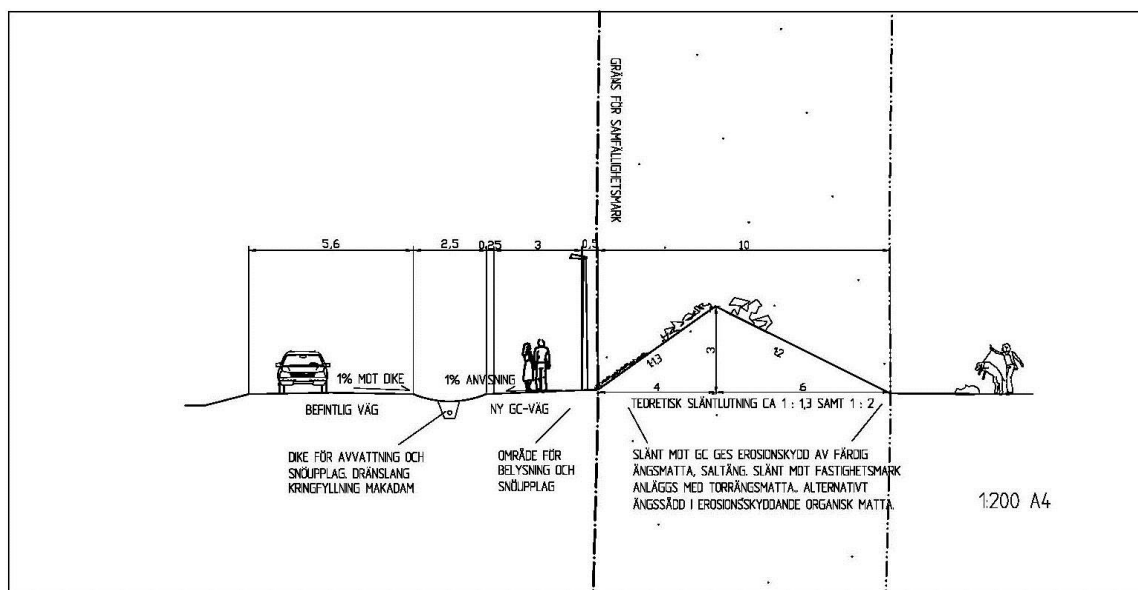 GRÄNS FÖR SAMFÄLLIGHETSMARK
5,6
2,5
0,25
3
0,5
10
1:1,3
3
1:2
1% MOT DIKE
1% ANVISNING
4
6
BEFINTLIG VÄG
NY GC-VÄG
TEORETISK SLÄNTLUTNING CA 1 : 1,3 SAMT 1 : 2
DIKE FÖR AVVATTNING OCH
SNÖUPPLAG. DRÄNSLANG
KRINGFYLLNING MAKADAM
OMRÅDE FÖR
BELYSNING OCH
SNÖUPPLAG
SLÄNT MOT GC GES EROSIONSKYDD AV FÄRDIG
ÄNGSMATTA, SALTÄNG. SLÄNT MOT FASTIGHETSMARK
ANLÄGGS MED TORRÄNGSMATTA. ALTERNATIVT
ÄNGSSÅDD I EROSIONSSKYDDANDE ORGANISK MATTA.
1:200 A4